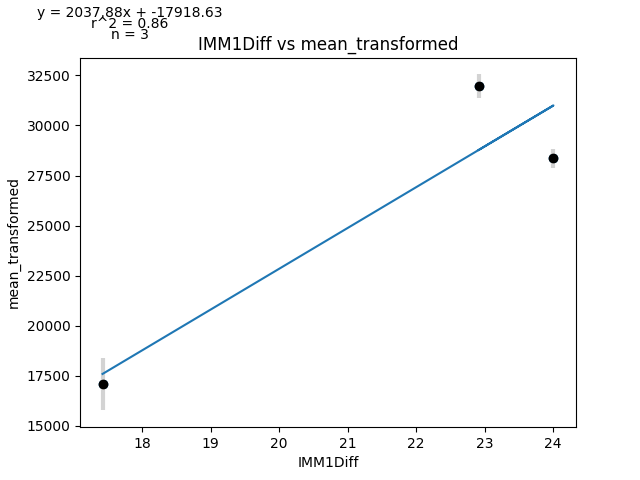 y = 2037.88x + -17918.63
r^2 = 0.86
n = 3
IMM1Diff vs mean_transformed
mean_transformed
32500
30000
27500
25000
22500
20000
17500
15000
18 19 20 21 22 23 24
IMM1Diff